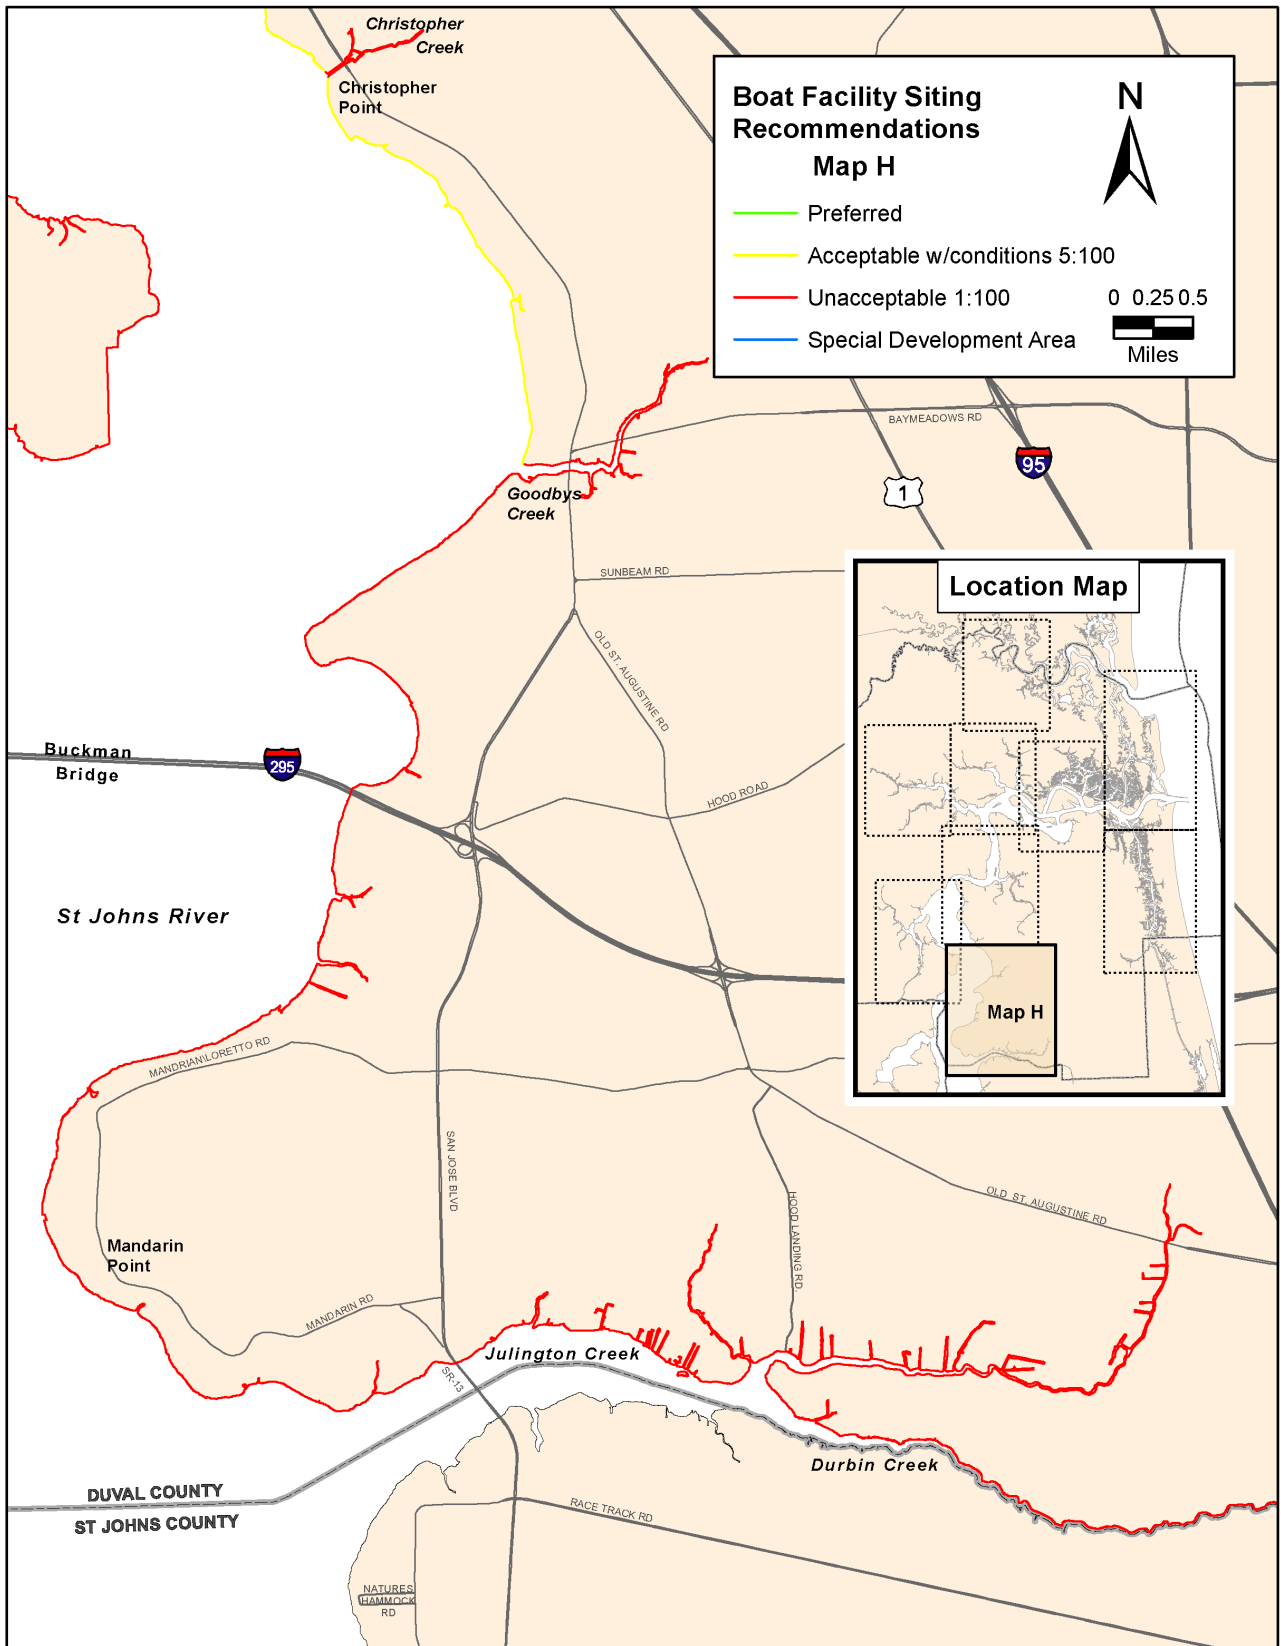 Christopher
Creek
Christopher
Point
Boat Facility Siting
Recommendations
Map H
N
Preferred
Acceptable w/conditions 5:100
Unacceptable 1:100
Special Development Area
0 0.25 0.5
Miles
BAYMEADOWS RD
95
1
Goodbys
Creek
SUNBEAM RD
Location Map
OLD ST. AUGUSTINE RD
Buckman
Bridge
295
HOOD ROAD
St Johns River
Map H
MANDRIAN\LORETTO RD
SAN JOSE BLVD
HOOD LANDING RD.
OLD ST. AUGUSTINE RD
Mandarin
Point
MANDARIN RD
Julington Creek
SR-13
Durbin Creek
DUVAL COUNTY
ST JOHNS COUNTY
RACE TRACK RD
NATURES
HAMMOCK
RD